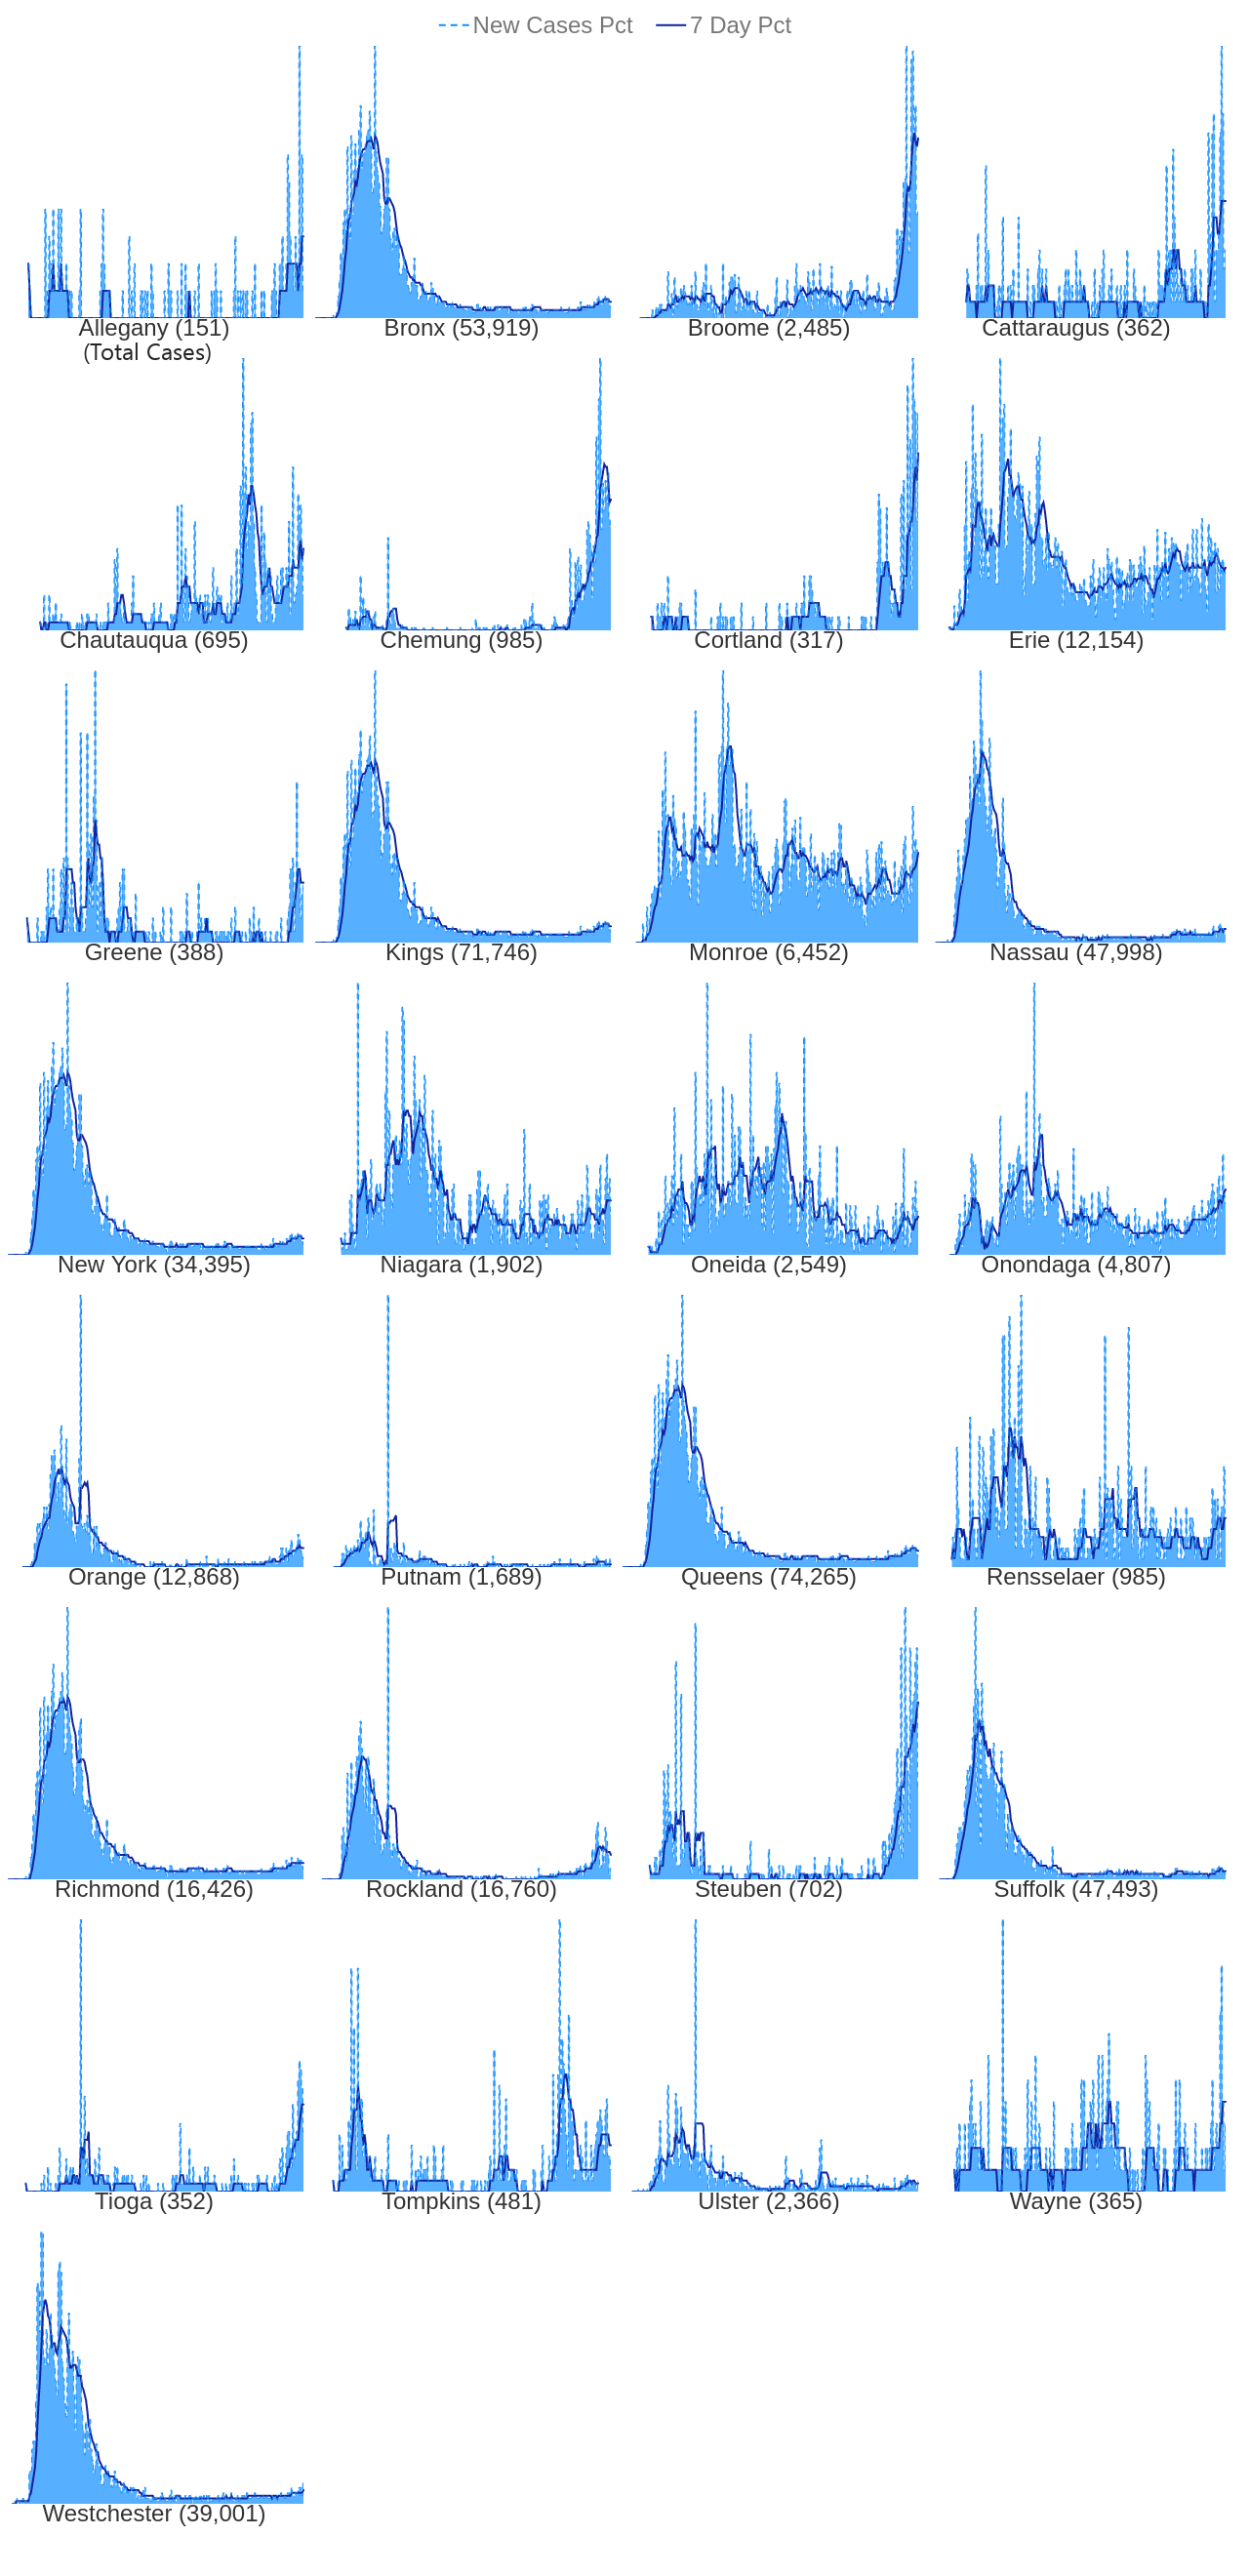 New Cases Pct 7 Day Pct
Allegany (151) Bronx (53,919) Broome (2,485) Cattaraugus (362)
(Total Cases)
Chautauqua (695) Chemung (985) Cortland (317) Erie (12,154)
Greene (388) Kings (71,746) Monroe (6,452) Nassau (47,998)
New York (34,395) Niagara (1,902) Oneida (2,549) Onondaga (4,807)
Orange (12,868) Putnam (1,689) Queens (74,265) Rensselaer (985)
Richmond (16,426) Rockland (16,760) Steuben (702) Suffolk (47,493)
Tioga (352) Tompkins (481) Ulster (2,366) Wayne (365)
Westchester (39,001)